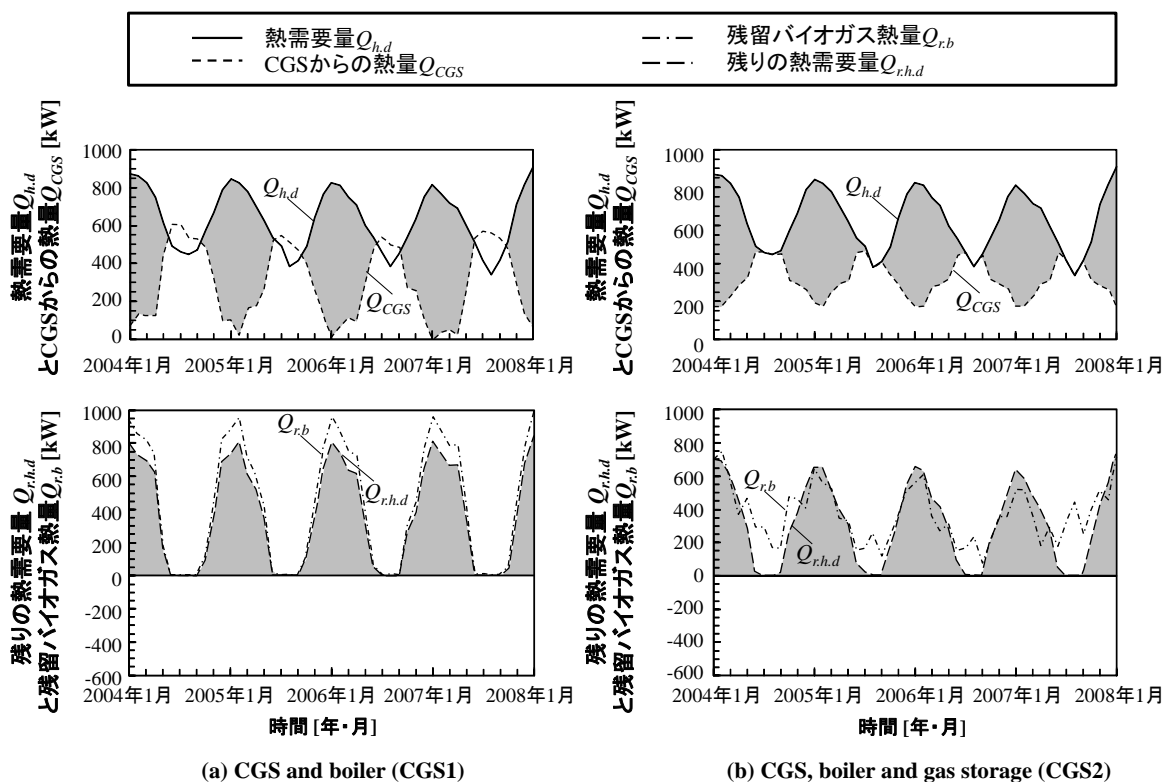 熱需要量Qh.d
CGSからの熱量QCGS
残留バイオガス熱量Qr.b
残りの熱需要量Qr.h.d
熱需要量Qh.d
とCGSからの熱量QCGS [kW]
1000
800
600
400
200
0
Qh.d
QCGS
2004年1月 2005年1月 2006年1月 2007年1月 2008年1月
熱需要量Qh.d
とCGSからの熱量QCGS [kW]
1000
800
600
400
200
0
Qh.d
QCGS
2004年1月 2005年1月 2006年1月 2007年1月 2008年1月
残りの熱需要量 Qr.h.d
と残留バイオガス熱量Qr.b [kW]
1000
800
600
400
200
0
-200
-400
-600
Qr.b
Qr.h.d
2004年1月 2005年1月 2006年1月 2007年1月 2008年1月
時間 [年・月]
(a) CGS and boiler (CGS1)
残りの熱需要量 Qr.h.d
と残留バイオガス熱量Qr.b [kW]
1000
800
600
400
200
0
-200
-400
-600
Qr.b
Qr.h.d
2004年1月 2005年1月 2006年1月 2007年1月 2008年1月
時間 [年・月]
(b) CGS, boiler and gas storage (CGS2)